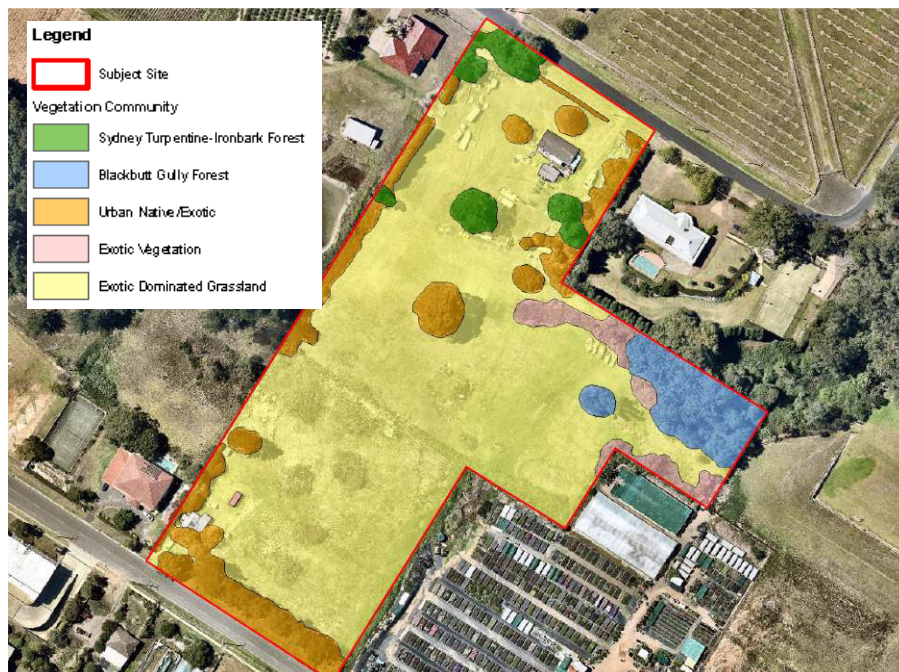 Legend
Subject Site
Vegetation Community
Sydney Turpentine-Ironbark Forest
Blackbutt Gully Forest
Urban Native/Exotic
Exotic Vegetation
Exotic Dominated Grassland